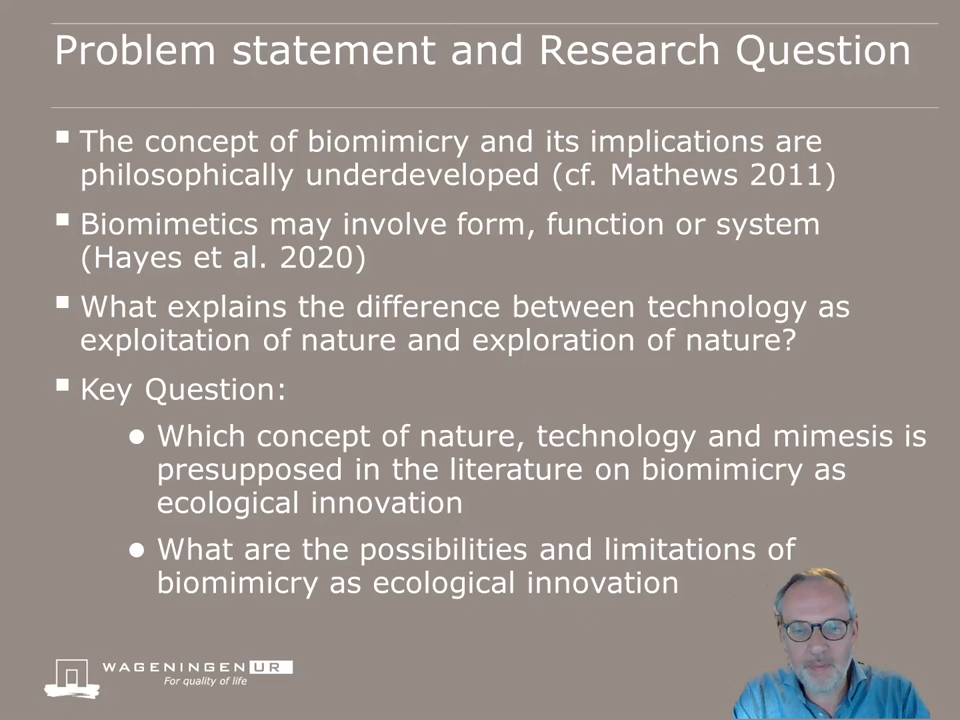 Problem statement and Research Question
The concept of biomimicry and its implications are
philosophically underdeveloped (cf. Mathews 2011)
Biomimetics may involve form, function or system
(Hayes et al. 2020)
What explains the difference between technology as
exploitation of nature and exploration of nature?
Key Question:
Which concept of nature, technology and mimesis is
presupposed in the literature on biomimicry as
ecological innovation
What are the possibilities and limitations of
biomimicry as ecological innovation
WAGENINGEN UR
For quality of life